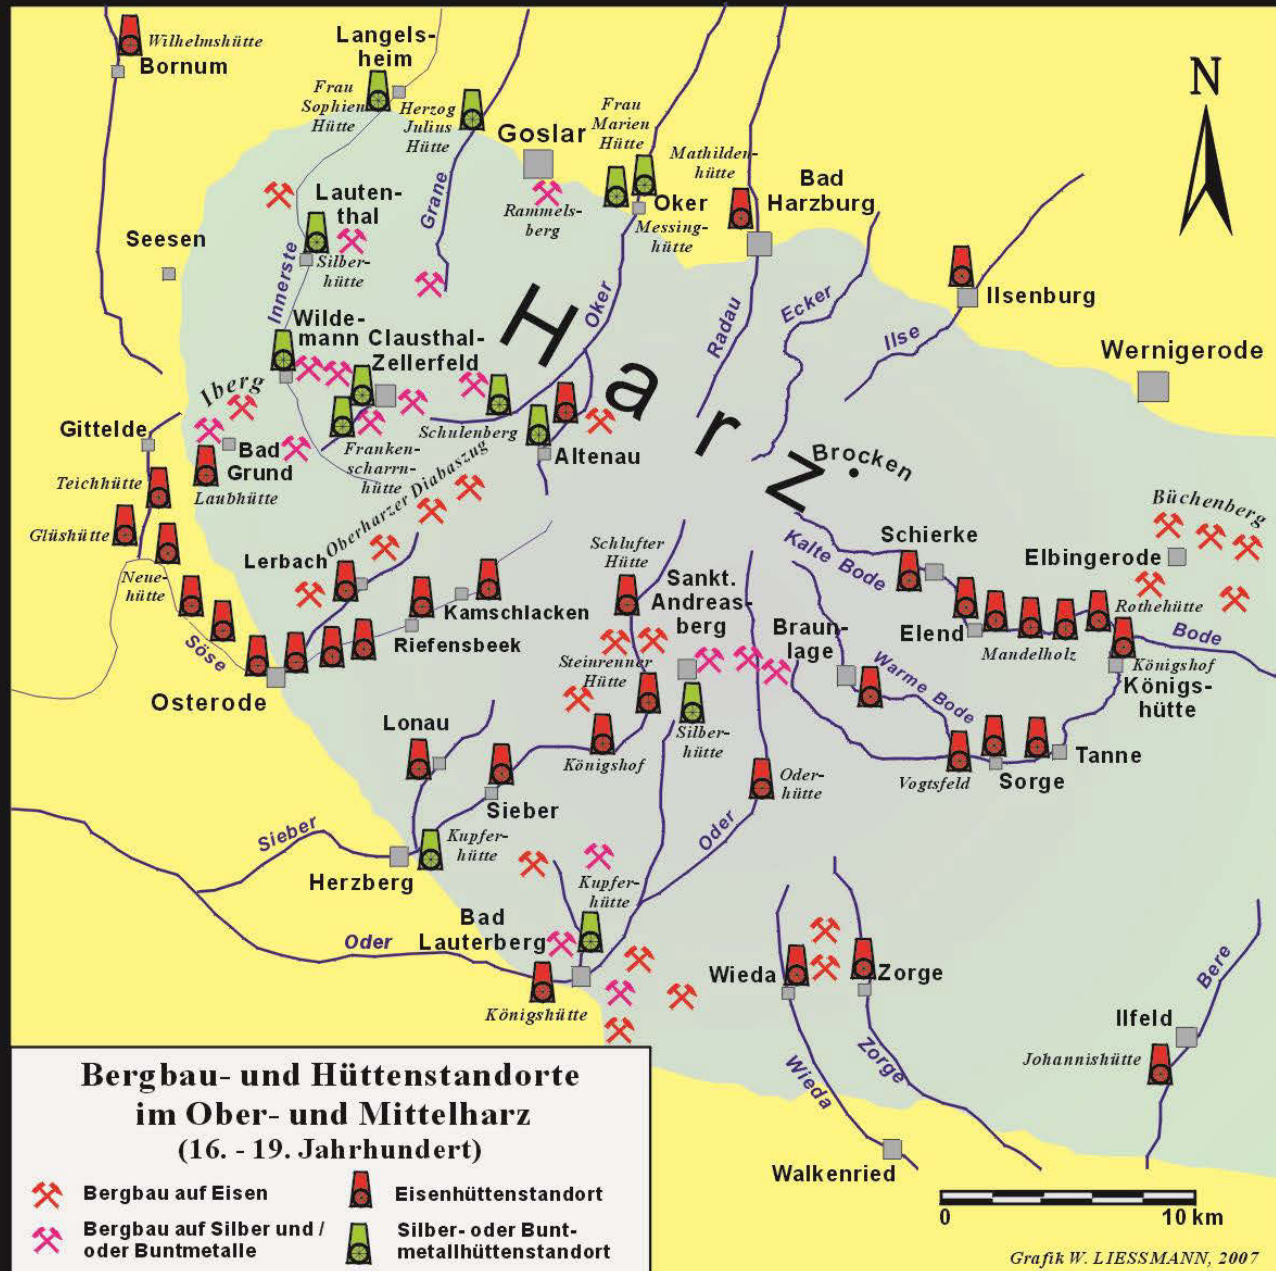 Wilhelmshütte
Bornum
Langels-
heim
Frau
Sophien
Hütte
Herzog
Julius
Hütte
Goslar
Frau
Marien
Hütte
Mathilden-
hütte
Bad
Harzburg
N
Lauten-
thal
Grane
Rammels-
berg
Oker
Messing-
hütte
Seesen
Silber-
hütte
Innerste
Harz
Oker
Radau
Ecker
Ilse
Ilsenburg
Wernigerode
Wilde-
mann
Clausthal-
Zellerfeld
Iberg
Gittelde
Bad
Grund
Laubhütte
Franken-
scharrn-
hütte
Schulenberg
Altenau
Brocken
Teichhütte
Glüshütte
Neue-
hütte
Oberharzer Diabaszug
Büchenberg
Lerbach
Schlufter
Hütte
Kalte Bode
Schierke
Elbingerode
Kamschlacken
Riefensbeek
Sankt.
Andreas-
berg
Braun-
lage
Elend
Mandelholz
Rothehütte
Bode
Söse
Osterode
Steinrenner
Hütte
Warme Bode
Königshof
Königs-
hütte
Lonau
Silber-
hütte
Königshof
Sieber
Oder-
hütte
Vogtsfeld
Sorge
Tanne
Sieber
Kupfer-
hütte
Herzberg
Oder
Kupfer-
hütte
Bad
Lauterberg
Oder
Königshütte
Wieda
Zorge
Bere
Ilfeld
Johannishütte
Wieda
Zorge
Walkenried
Bergbau- und Hüttenstandorte
im Ober- und Mittelharz
(16. - 19. Jahrhundert)
Bergbau auf Eisen
Eisenhüttenstandort
Bergbau auf Silber und /
oder Buntmetalle
Silber- oder Bunt-
metallhüttenstandort
0 10 km
Grafik W. LIESSMANN, 2007